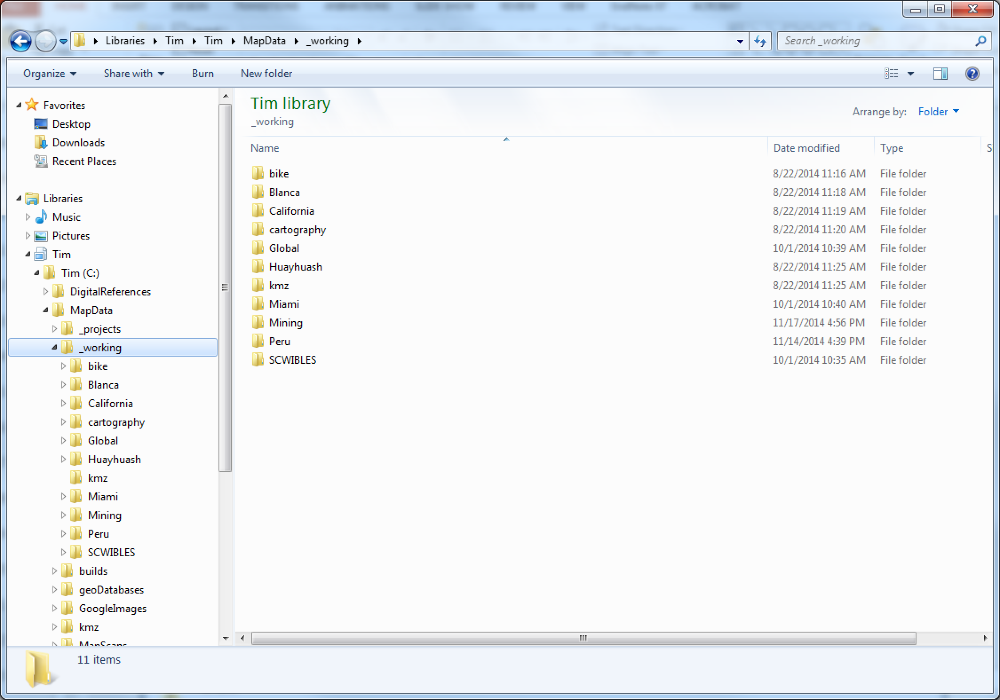 Libraries Tim Tim MapData _working
Search _working
Organize Share with Burn New folder
Favorites
Desktop
Downloads
Recent Places
Libraries
Music
Pictures
Tim
Tim (C:)
DigitalReferences
MapData
_projects
_working
bike
Blanca
California
cartography
Global
Huayhuash
kmz
Miami
Mining
Peru
SCWIBLES
builds
geoDatabases
GoogleImages
kmz
MapScans
Tim library
_working
Arrange by: Folder
Name Date modified Type S
bike 8/22/2014 11:16 AM File folder
Blanca 8/22/2014 11:18 AM File folder
California 8/22/2014 11:19 AM File folder
cartography 8/22/2014 11:20 AM File folder
Global 10/1/2014 10:39 AM File folder
Huayhuash 8/22/2014 11:25 AM File folder
kmz 8/22/2014 11:25 AM File folder
Miami 10/1/2014 10:40 AM File folder
Mining 11/17/2014 4:56 PM File folder
Peru 11/14/2014 4:39 PM File folder
SCWIBLES 10/1/2014 10:35 AM File folder
11 items